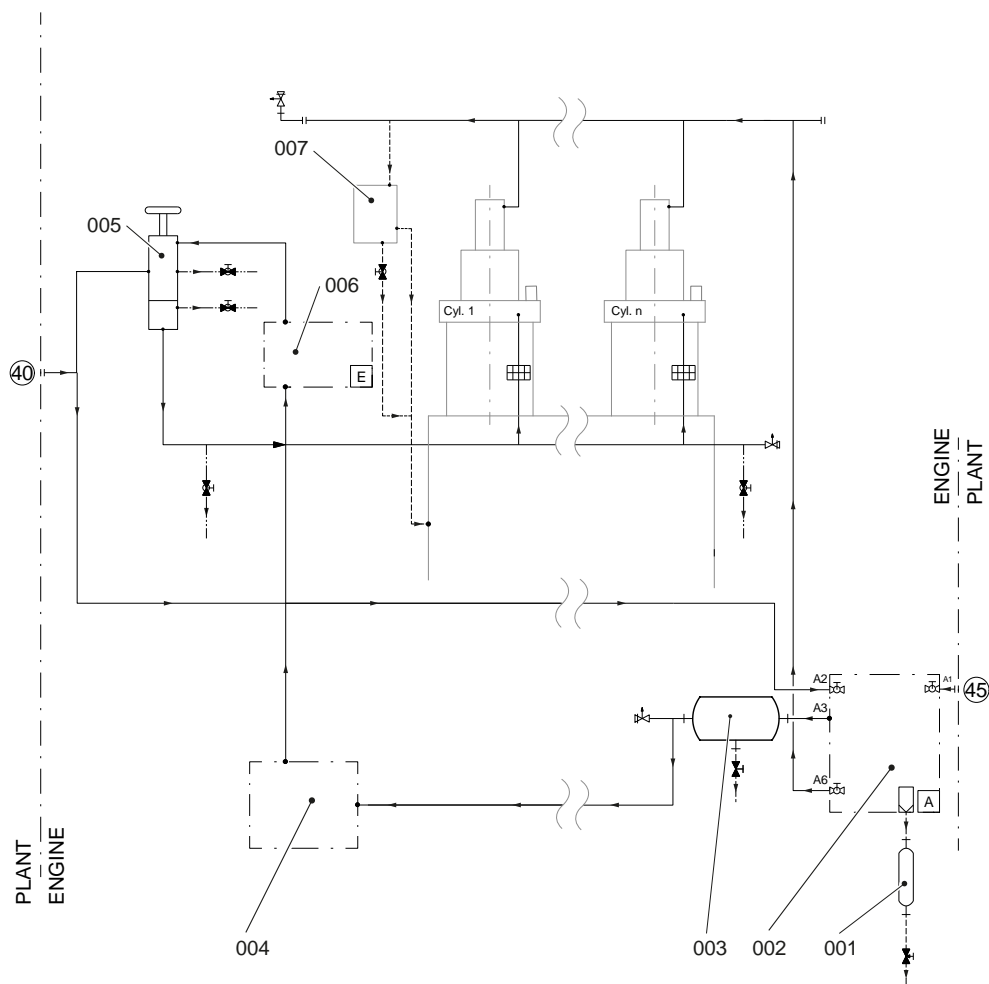 007
005
006
Cyl. 1
Cyl. n
E
40
ENGINE
PLANT
A2
A1
45
A3
A6
A
PLANT
ENGINE
004
003
002
001